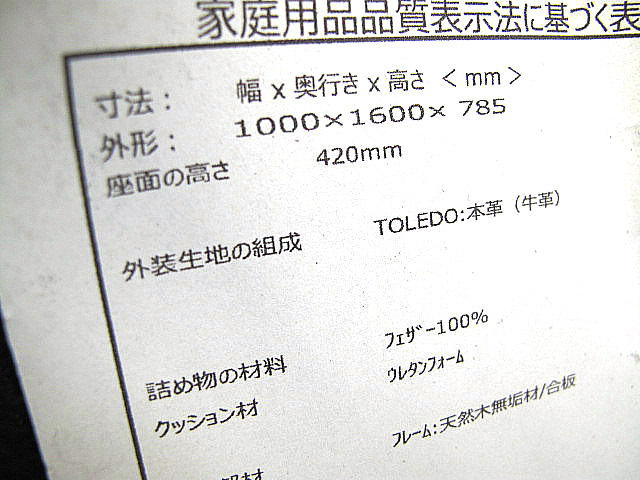 家庭用品品質表示法に基づく表
寸法： 幅 x 奥行き x 高さ ＜mm＞
外形： 1000×1600× 785
座面の高さ 420mm
外装生地の組成 TOLEDO:本革（牛革）
詰め物の材料 ﾌｪｻﾞｰ100%
クッション材 ｳﾚﾀﾝﾌｫｰﾑ
ﾌﾚｰﾑ:天然木無垢材/合板